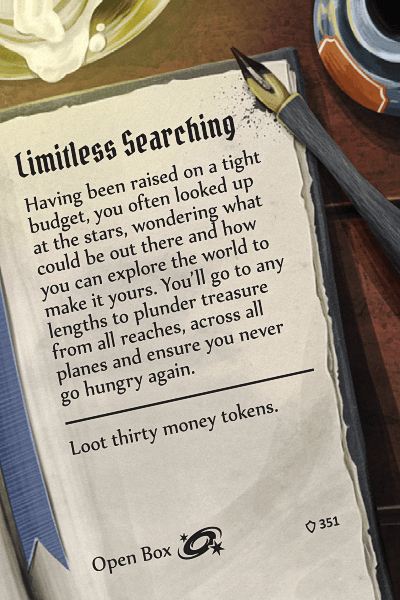 Limitless Searching
Having been raised on a tight
budget, you often looked up
at the stars, wondering what
could be out there and how
you can explore the world to
make it yours. You'll go to any
lengths to plunder treasure
from all reaches, across all
planes and ensure you never
go hungry again.
Loot thirty money tokens.
Open Box
351